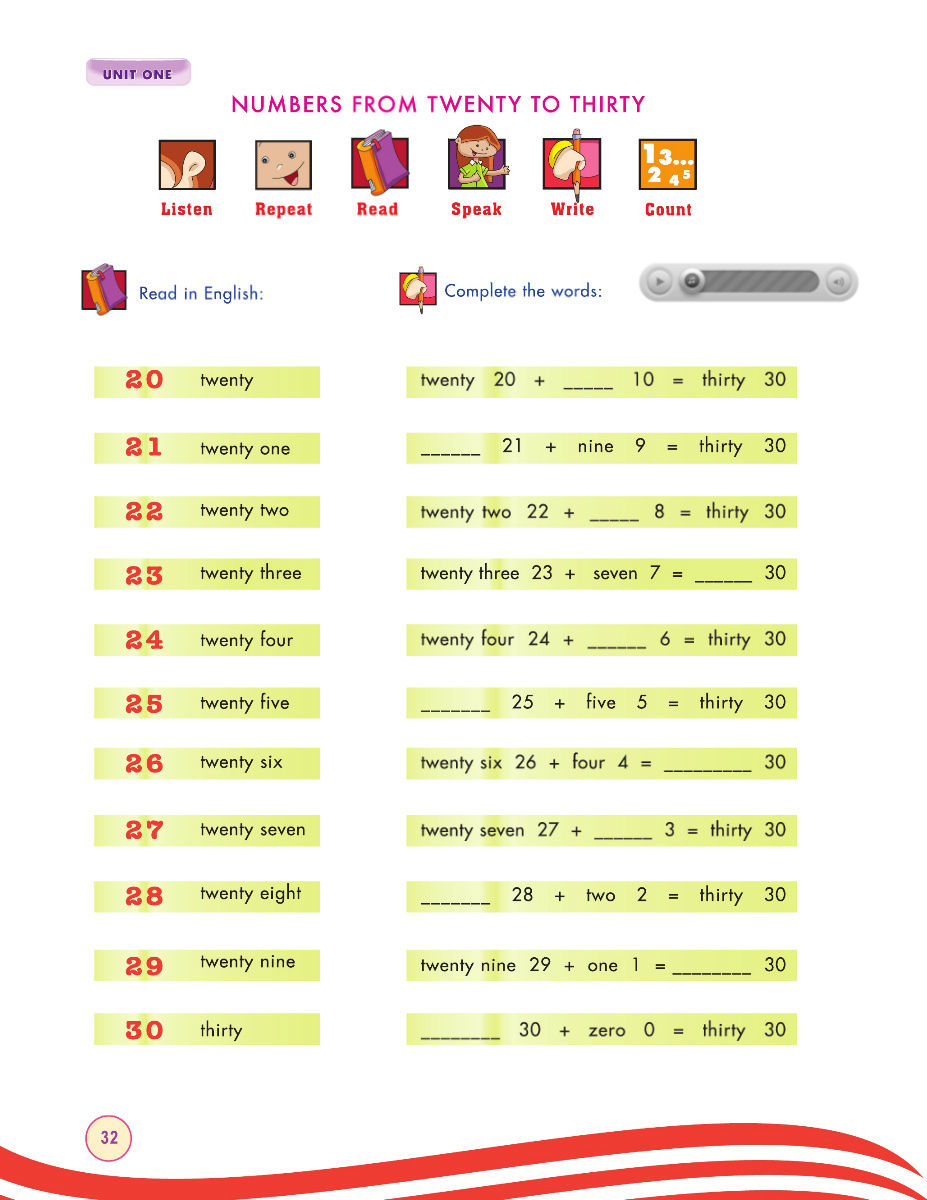 UNIT ONE
NUMBERS FROM TWENTY TO THIRTY
1 3...
2 4 5
Listen Repeat Read Speak Write Count
Read in English:
Complete the words:
20 twenty
twenty 20 + _____ 10 = thirty 30
21 twenty one
______ 21 + nine 9 = thirty 30
22 twenty two
twenty two 22 + _____ 8 = thirty 30
23 twenty three
twenty three 23 + seven 7 = ______ 30
24 twenty four
twenty four 24 + ______ 6 = thirty 30
25 twenty five
_______ 25 + five 5 = thirty 30
26 twenty six
twenty six 26 + four 4 = _________ 30
27 twenty seven
twenty seven 27 + ______ 3 = thirty 30
28 twenty eight
_______ 28 + two 2 = thirty 30
29 twenty nine
twenty nine 29 + one 1 = ________ 30
30 thirty
________ 30 + zero 0 = thirty 30
32